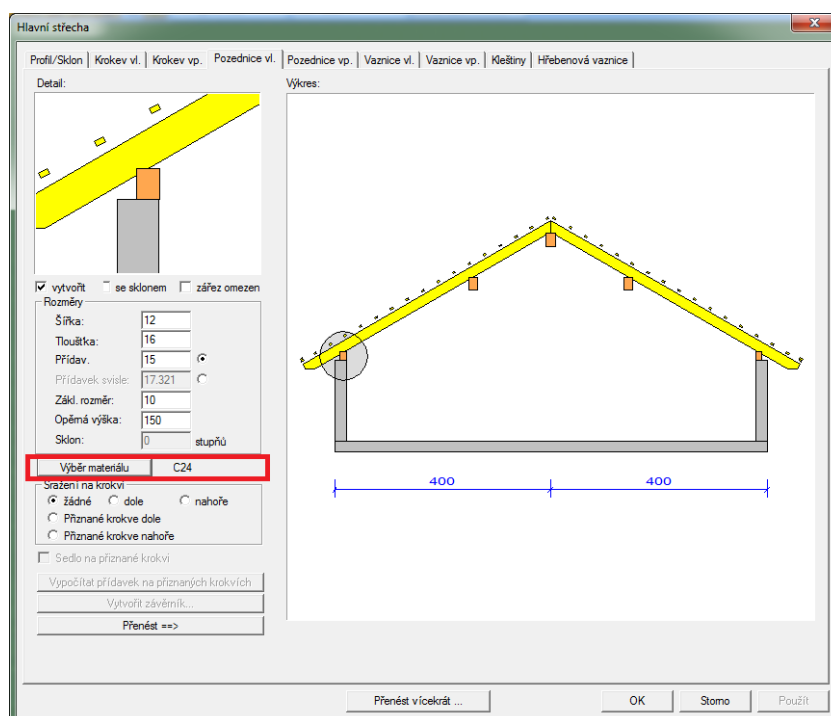 Hlavní střecha
Profil/Sklon Krokev vl. Krokev vp. Pozednice vl. Pozednice vp. Vaznice vl. Vaznice vp. Kleštiny Hřebenová vaznice
Detail:
Výkres:
vytvořit se sklonem zářez omezen
Rozměry
Šířka: 12
Tloušťka: 16
Přídav. 15
Přídavek svisle: 17.321
Zákl. rozměr: 10
Opěrná výška: 150
Sklon: 0 stupňů
Výběr materiálu C24
Sražení na krokvi
žádné dole nahoře
Přiznané krokve dole
Přiznané krokve nahoře
Sedlo na přiznané krokvi
Vypočítat přídavek na přiznaných krokvích
Vytvořit závěrník...
Přenést ==>
400 400
Přenést vícekrát ... OK Storno Použít